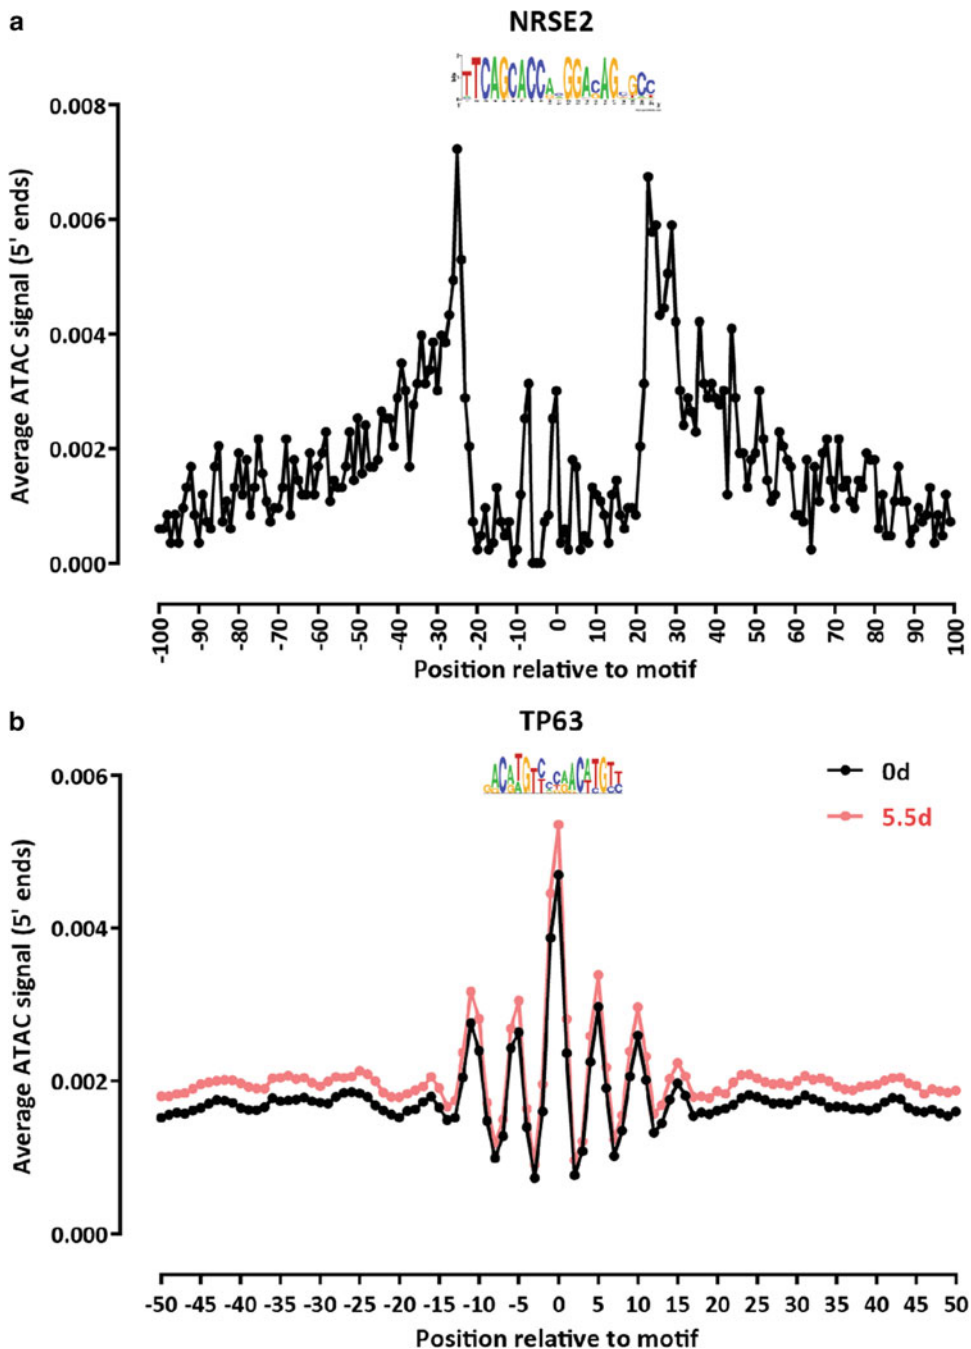 a
NRSE2
TTCAGCACCA GGACAG GCC
0.008
0.006
0.004
0.002
0.000
Average ATAC signal (5' ends)
-100 -90 -80 -70 -60 -50 -40 -30 -20 -10 0 10 20 30 40 50 60 70 80 90 100
Position relative to motif
b
TP63
0d
5.5d
0.006
0.004
0.002
0.000
Average ATAC signal (5' ends)
-50 -45 -40 -35 -30 -25 -20 -15 -10 -5 0 5 10 15 20 25 30 35 40 45 50
Position relative to motif